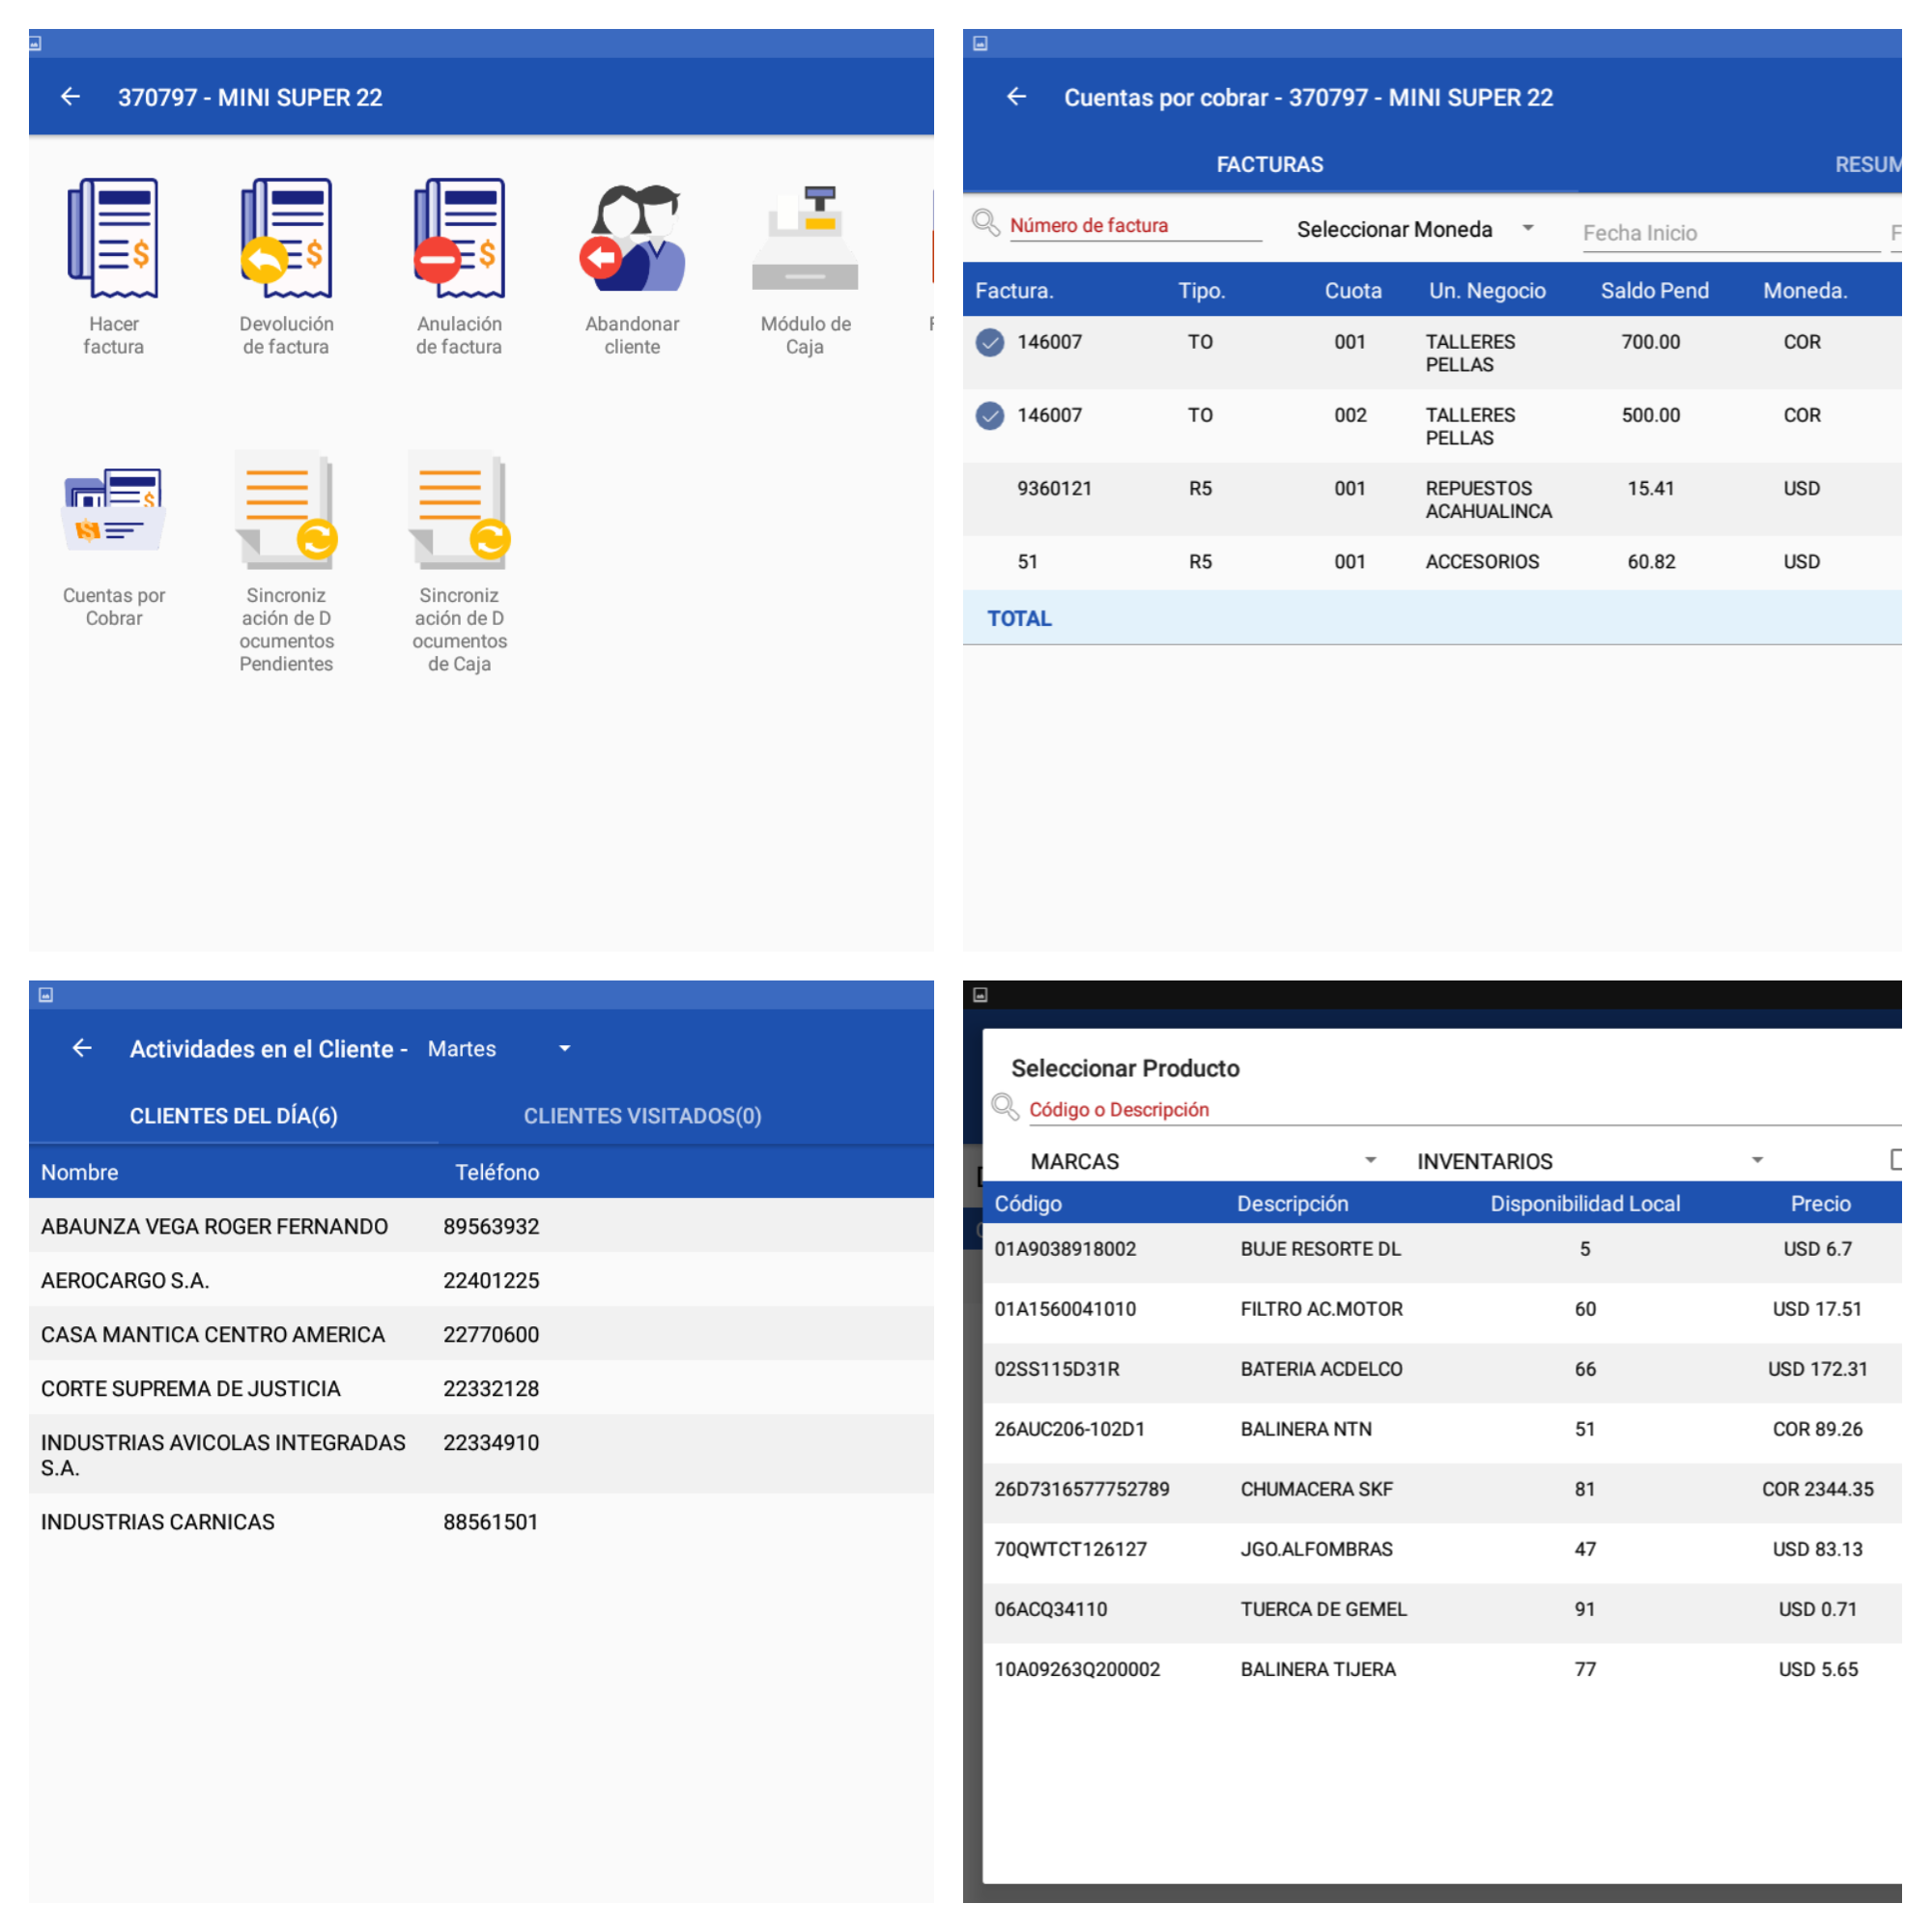 370797 - MINI SUPER 22
Hacer
factura
Devolución
de factura
Anulación
de factura
Abandonar
cliente
Módulo de
Caja
Cuentas por
Cobrar
Sincroniz
ación de D
ocumentos
Pendientes
Sincroniz
ación de D
ocumentos
de Caja
Cuentas por cobrar - 370797 - MINI SUPER 22
FACTURAS RESUM
Número de factura Seleccionar Moneda Fecha Inicio F
Factura. Tipo. Cuota Un. Negocio Saldo Pend Moneda.
146007 TO 001 TALLERES PELLAS 700.00 COR
146007 TO 002 TALLERES PELLAS 500.00 COR
9360121 R5 001 REPUESTOS ACAHUALINCA 15.41 USD
51 R5 001 ACCESORIOS 60.82 USD
TOTAL
Actividades en el Cliente - Martes
CLIENTES DEL DÍA(6) CLIENTES VISITADOS(0)
Nombre Teléfono
ABAUNZA VEGA ROGER FERNANDO 89563932
AEROCARGO S.A. 22401225
CASA MANTICA CENTRO AMERICA 22770600
CORTE SUPREMA DE JUSTICIA 22332128
INDUSTRIAS AVICOLAS INTEGRADAS S.A. 22334910
INDUSTRIAS CARNICAS 88561501
Seleccionar Producto
Código o Descripción
MARCAS INVENTARIOS
Código Descripción Disponibilidad Local Precio
01A9038918002 BUJE RESORTE DL 5 USD 6.7
01A1560041010 FILTRO AC.MOTOR 60 USD 17.51
02SS115D31R BATERIA ACDELCO 66 USD 172.31
26AUC206-102D1 BALINERA NTN 51 COR 89.26
26D7316577752789 CHUMACERA SKF 81 COR 2344.35
70QWTCT126127 JGO.ALFOMBRAS 47 USD 83.13
06ACQ34110 TUERCA DE GEMEL 91 USD 0.71
10A09263Q200002 BALINERA TIJERA 77 USD 5.65